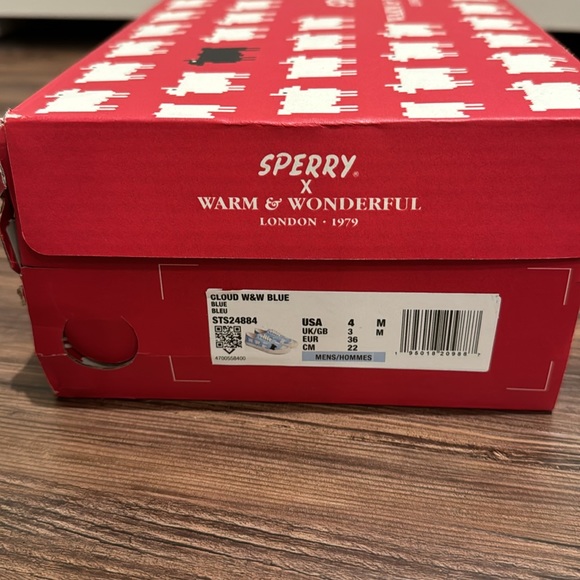 SPERRY®
X
WARM & WONDERFUL
LONDON · 1979
CLOUD W&W BLUE
BLUE
BLEU
STS24884
4700558400
USA 4 M
UK/GB 3 M
EUR 36
CM 22
MENS/HOMMES